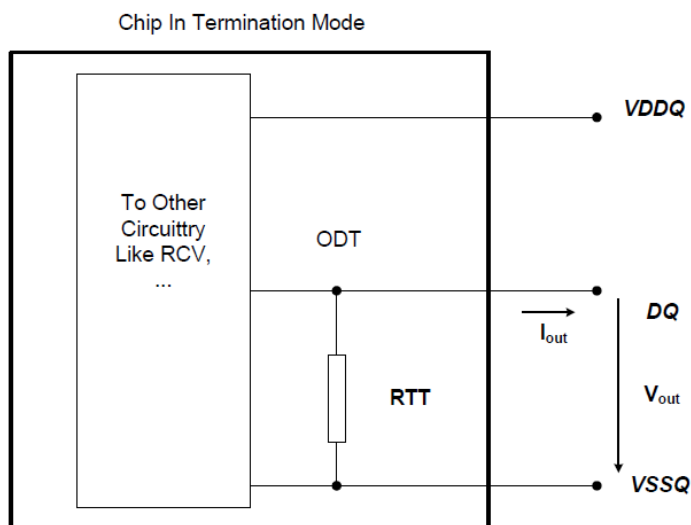 Chip In Termination Mode
VDDQ
To Other
Circuittry
Like RCV,
...
ODT
DQ
Iout
RTT
Vout
VSSQ